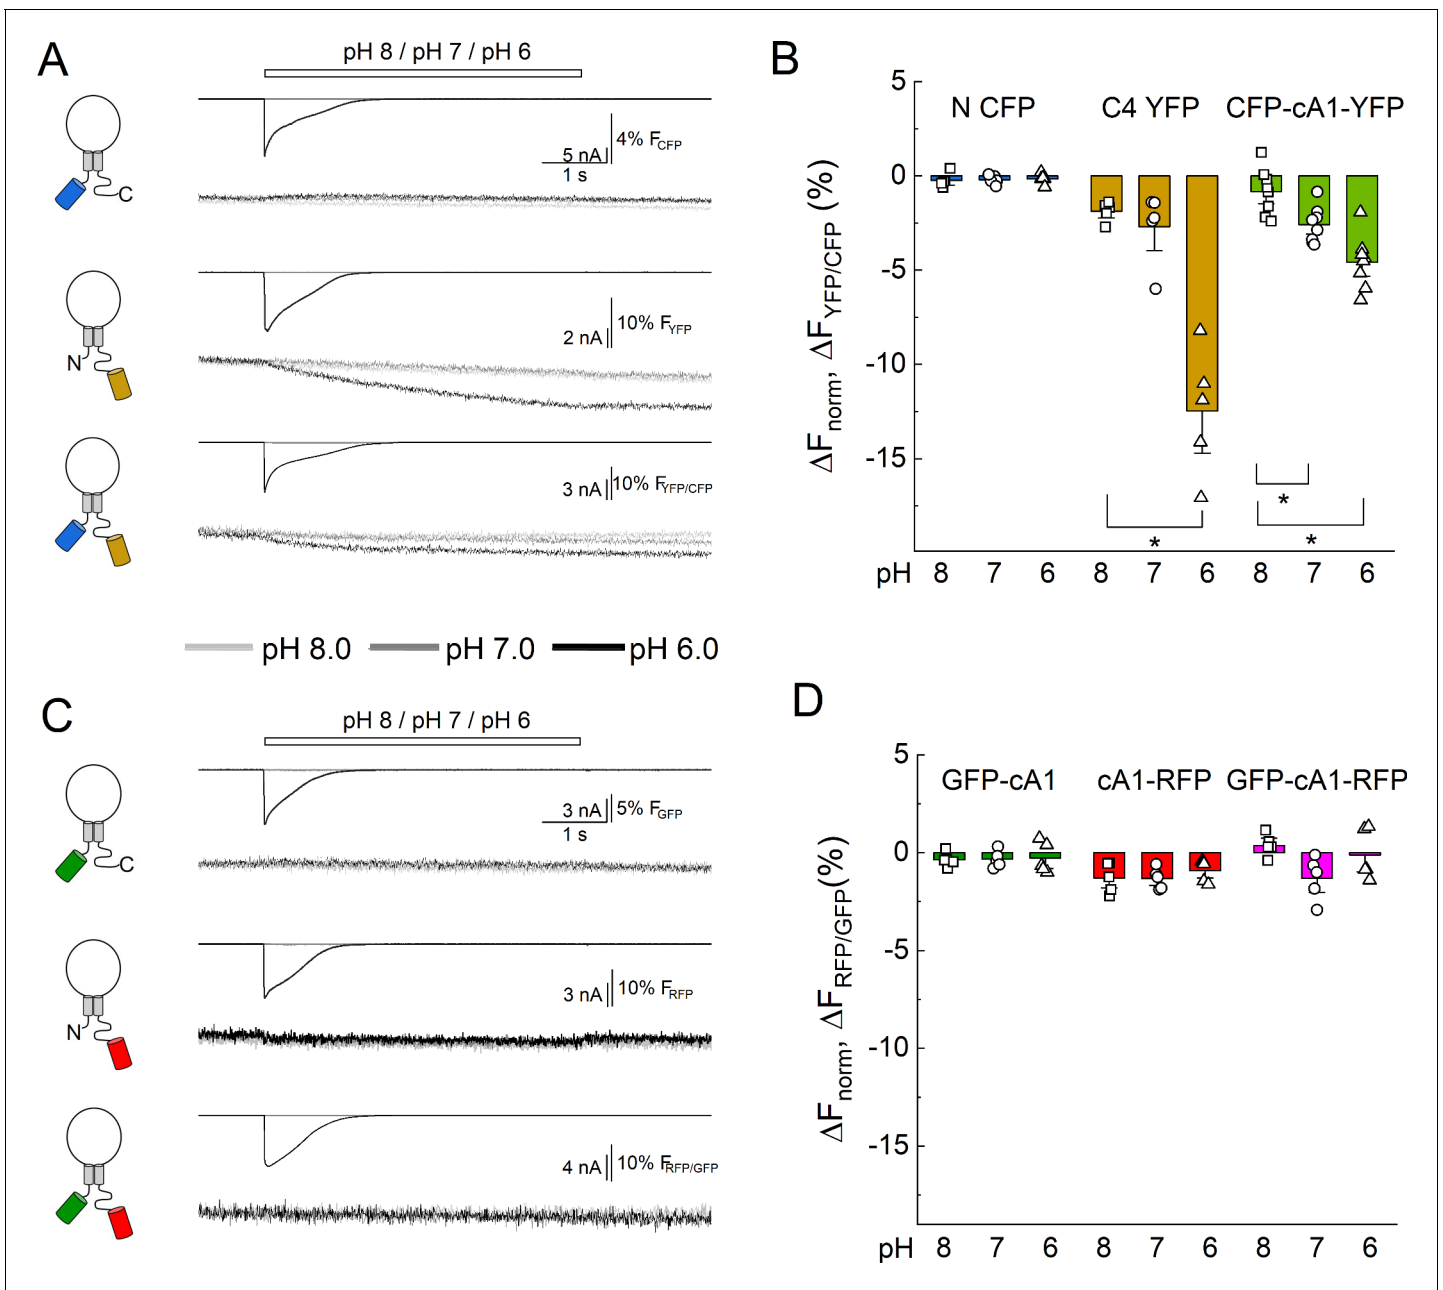 A
pH 8 / pH 7 / pH 6
C
5 nA
4% FCFP
1 s
N
2 nA
10% FYFP
3 nA
10% FYFP/CFP
B
ΔFnorm, ΔFYFP/CFP (%)
5
0
-5
-10
-15
N CFP
C4 YFP
CFP-cA1-YFP
*
*
*
pH 8 7 6 8 7 6 8 7 6
pH 8.0 pH 7.0 pH 6.0
C
pH 8 / pH 7 / pH 6
C
3 nA
5% FGFP
1 s
N
3 nA
10% FRFP
4 nA
10% FRFP/GFP
D
ΔFnorm, ΔFRFP/GFP(%)
5
0
-5
-10
-15
GFP-cA1
cA1-RFP
GFP-cA1-RFP
pH 8 7 6 8 7 6 8 7 6